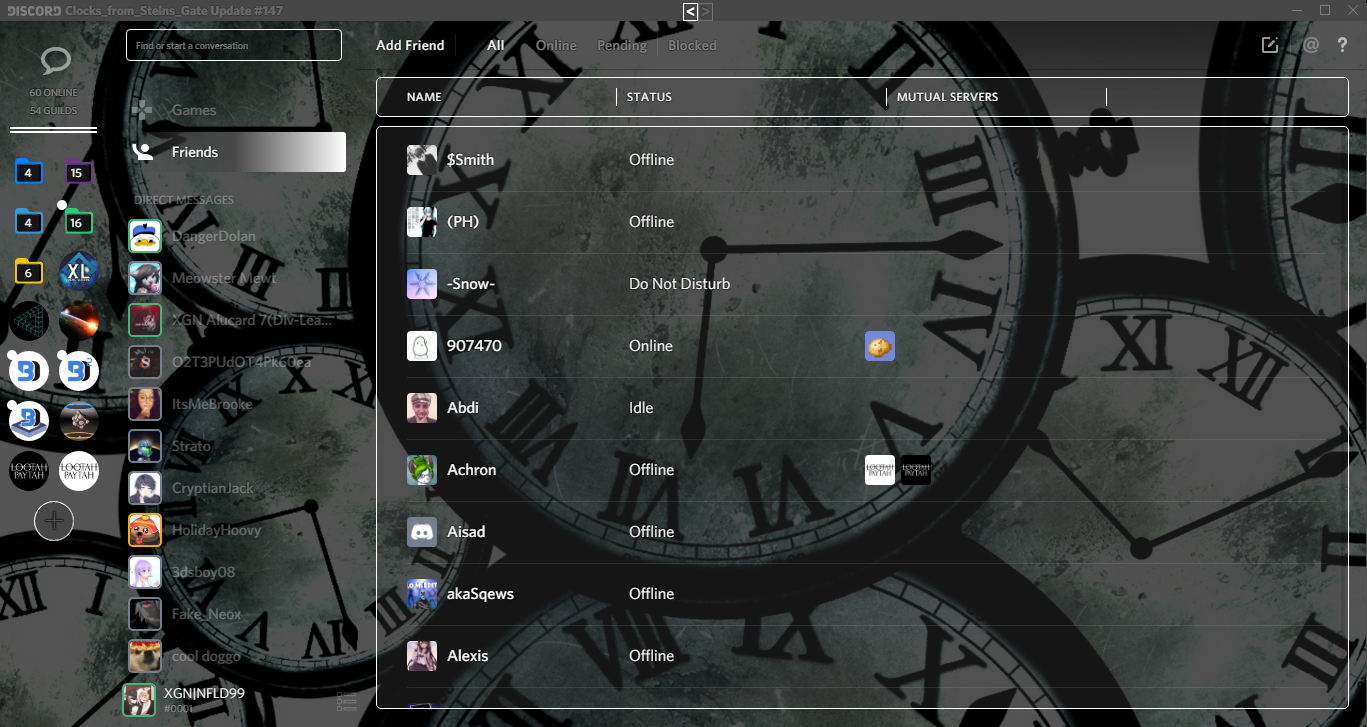 DISCORD Clocks_from_Steins_Gate Update #147
< >
Find or start a conversation
Add Friend All Online Pending Blocked
@ ?
60 ONLINE
54 GUILDS
NAME STATUS MUTUAL SERVERS
Games
Friends
DIRECT MESSAGES
DangerDolan
Meowster Mewt
XGN Alucard 7(Div-Lea...
O2T3PUdOT4Pk60ea
ItsMeBrooke
Strato
CryptianJack
HolidayHoovy
3dsboy08
Fake_Neox
cool doggo
XGN|NFLD99
#0001
4 15
4 16
6 XL
LOOTAH PAYTAH
LOOTAH PAYTAH
$Smith Offline
(PH) Offline
-Snow- Do Not Disturb
907470 Online
Abdi Idle
Achron Offline
LOOTAH PAYTAH
LOOTAH PAYTAH
Aisad Offline
akaSqews Offline
Alexis Offline